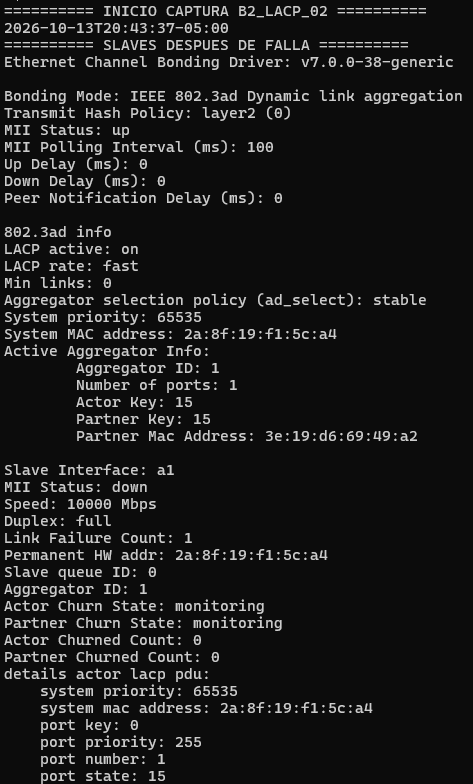 ========== INICIO CAPTURA B2_LACP_02 ==========
2026-10-13T20:43:37-05:00
========== SLAVES DESPUES DE FALLA ==========
Ethernet Channel Bonding Driver: v7.0.0-38-generic

Bonding Mode: IEEE 802.3ad Dynamic link aggregation
Transmit Hash Policy: layer2 (0)
MII Status: up
MII Polling Interval (ms): 100
Up Delay (ms): 0
Down Delay (ms): 0
Peer Notification Delay (ms): 0

802.3ad info
LACP active: on
LACP rate: fast
Min links: 0
Aggregator selection policy (ad_select): stable
System priority: 65535
System MAC address: 2a:8f:19:f1:5c:a4
Active Aggregator Info:
        Aggregator ID: 1
        Number of ports: 1
        Actor Key: 15
        Partner Key: 15
        Partner Mac Address: 3e:19:d6:69:49:a2

Slave Interface: a1
MII Status: down
Speed: 10000 Mbps
Duplex: full
Link Failure Count: 1
Permanent HW addr: 2a:8f:19:f1:5c:a4
Slave queue ID: 0
Aggregator ID: 1
Actor Churn State: monitoring
Partner Churn State: monitoring
Actor Churned Count: 0
Partner Churned Count: 0
details actor lacp pdu:
    system priority: 65535
    system mac address: 2a:8f:19:f1:5c:a4
    port key: 0
    port priority: 255
    port number: 1
    port state: 15